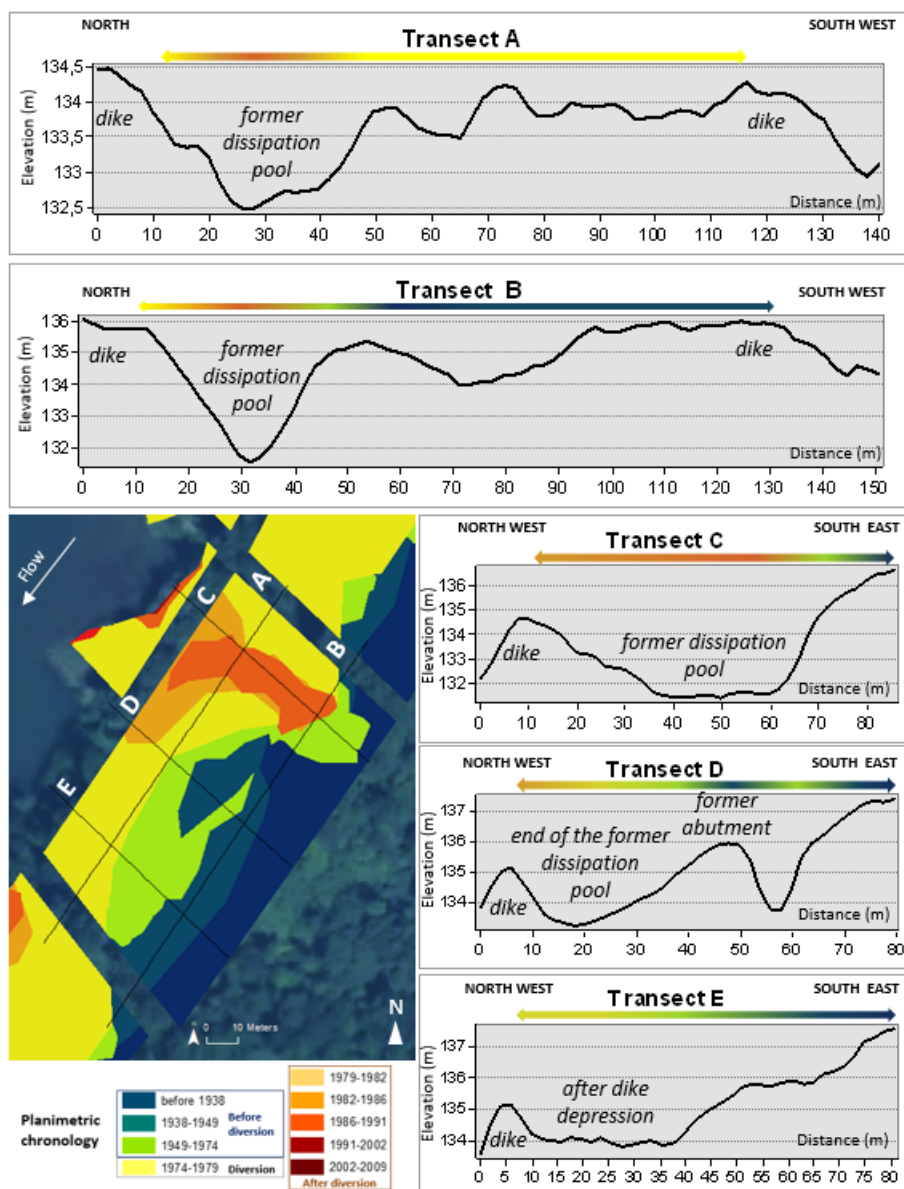 NORTH SOUTH WEST
Transect A
Elevation (m)
134,5
134
133,5
133
132,5
dike
former
dissipation
pool
dike
Distance (m)
0 10 20 30 40 50 60 70 80 90 100 110 120 130 140
NORTH SOUTH WEST
Transect B
Elevation (m)
136
135
134
133
132
dike
former
dissipation
pool
dike
Distance (m)
0 10 20 30 40 50 60 70 80 90 100 110 120 130 140 150
Flow
A
B
C
D
E
N
0 10 Meters
NORTH WEST SOUTH EAST
Transect C
Elevation (m)
136
135
134
133
132
dike
former dissipation
pool
Distance (m)
0 10 20 30 40 50 60 70 80
NORTH WEST SOUTH EAST
Transect D
Elevation (m)
137
136
135
134
dike
end of the former
dissipation
pool
former
abutment
Distance (m)
0 10 20 30 40 50 60 70 80
NORTH WEST SOUTH EAST
Transect E
Elevation (m)
137
136
135
134
dike
after dike
depression
Distance (m)
0 5 10 15 20 25 30 35 40 45 50 55 60 65 70 75 80
Planimetric
chronology
before 1938
1938-1949
1949-1974
Before
diversion
1974-1979 Diversion
1979-1982
1982-1986
1986-1991
1991-2002
2002-2009
After diversion